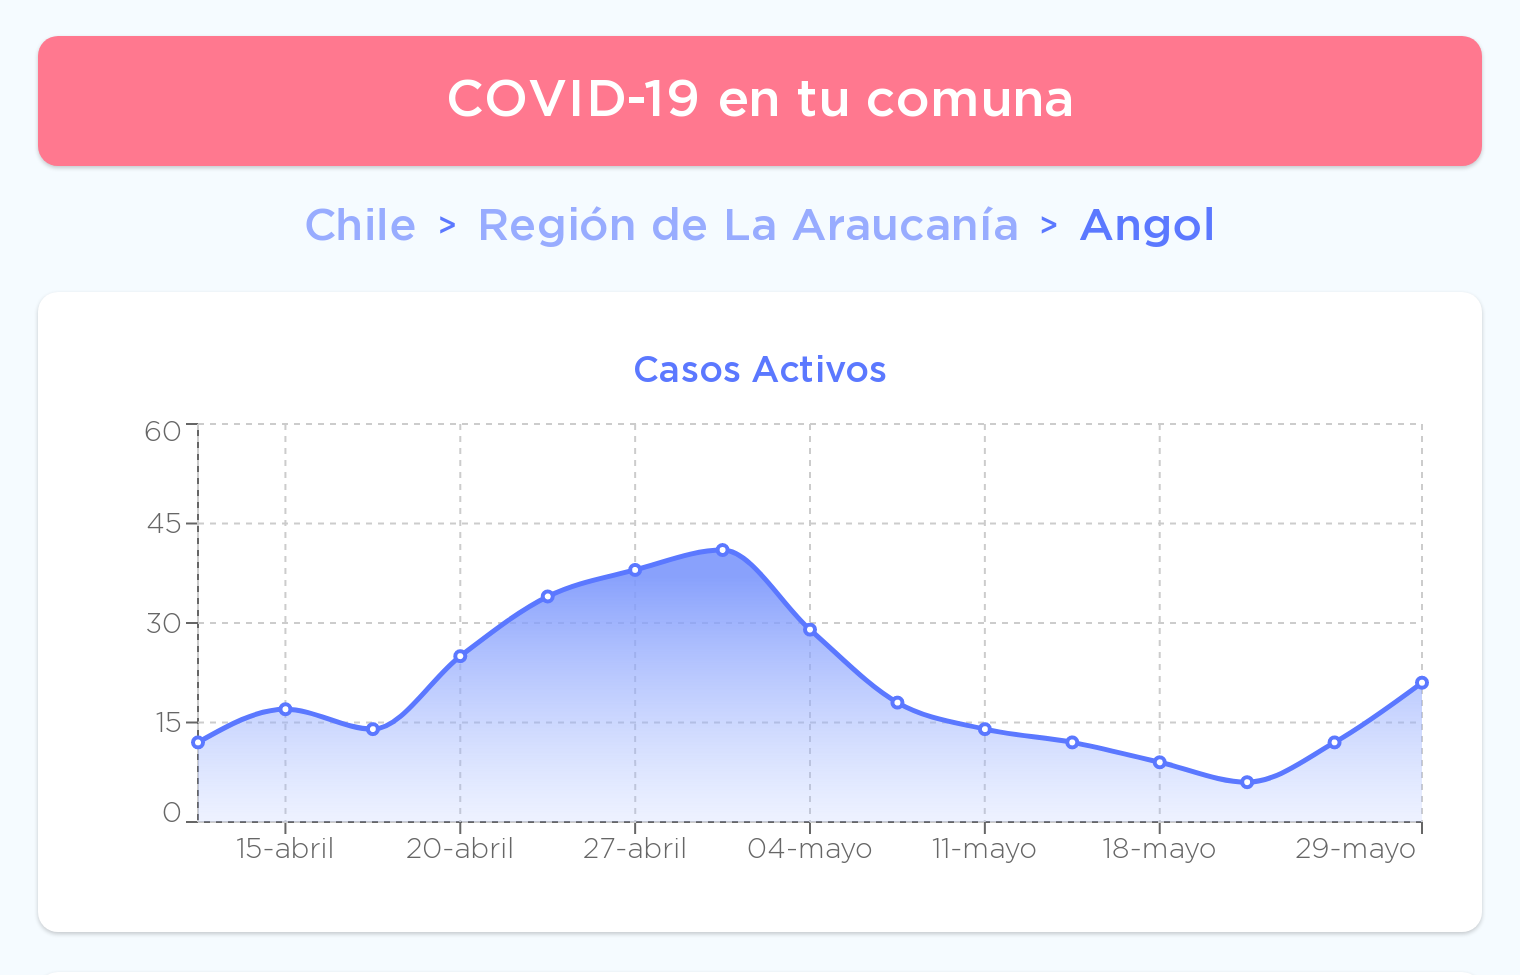 COVID-19 en tu comuna
Chile > Región de La Araucanía > Angol
Casos Activos
60
45
30
15
0
15-abril 20-abril 27-abril 04-mayo 11-mayo 18-mayo 29-mayo